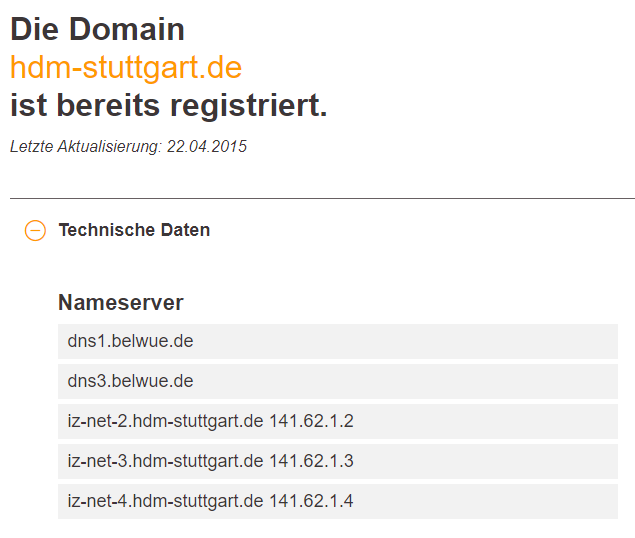 Die Domain
hdm-stuttgart.de
ist bereits registriert.
Letzte Aktualisierung: 22.04.2015
Technische Daten
Nameserver
dns1.belwue.de
dns3.belwue.de
iz-net-2.hdm-stuttgart.de 141.62.1.2
iz-net-3.hdm-stuttgart.de 141.62.1.3
iz-net-4.hdm-stuttgart.de 141.62.1.4